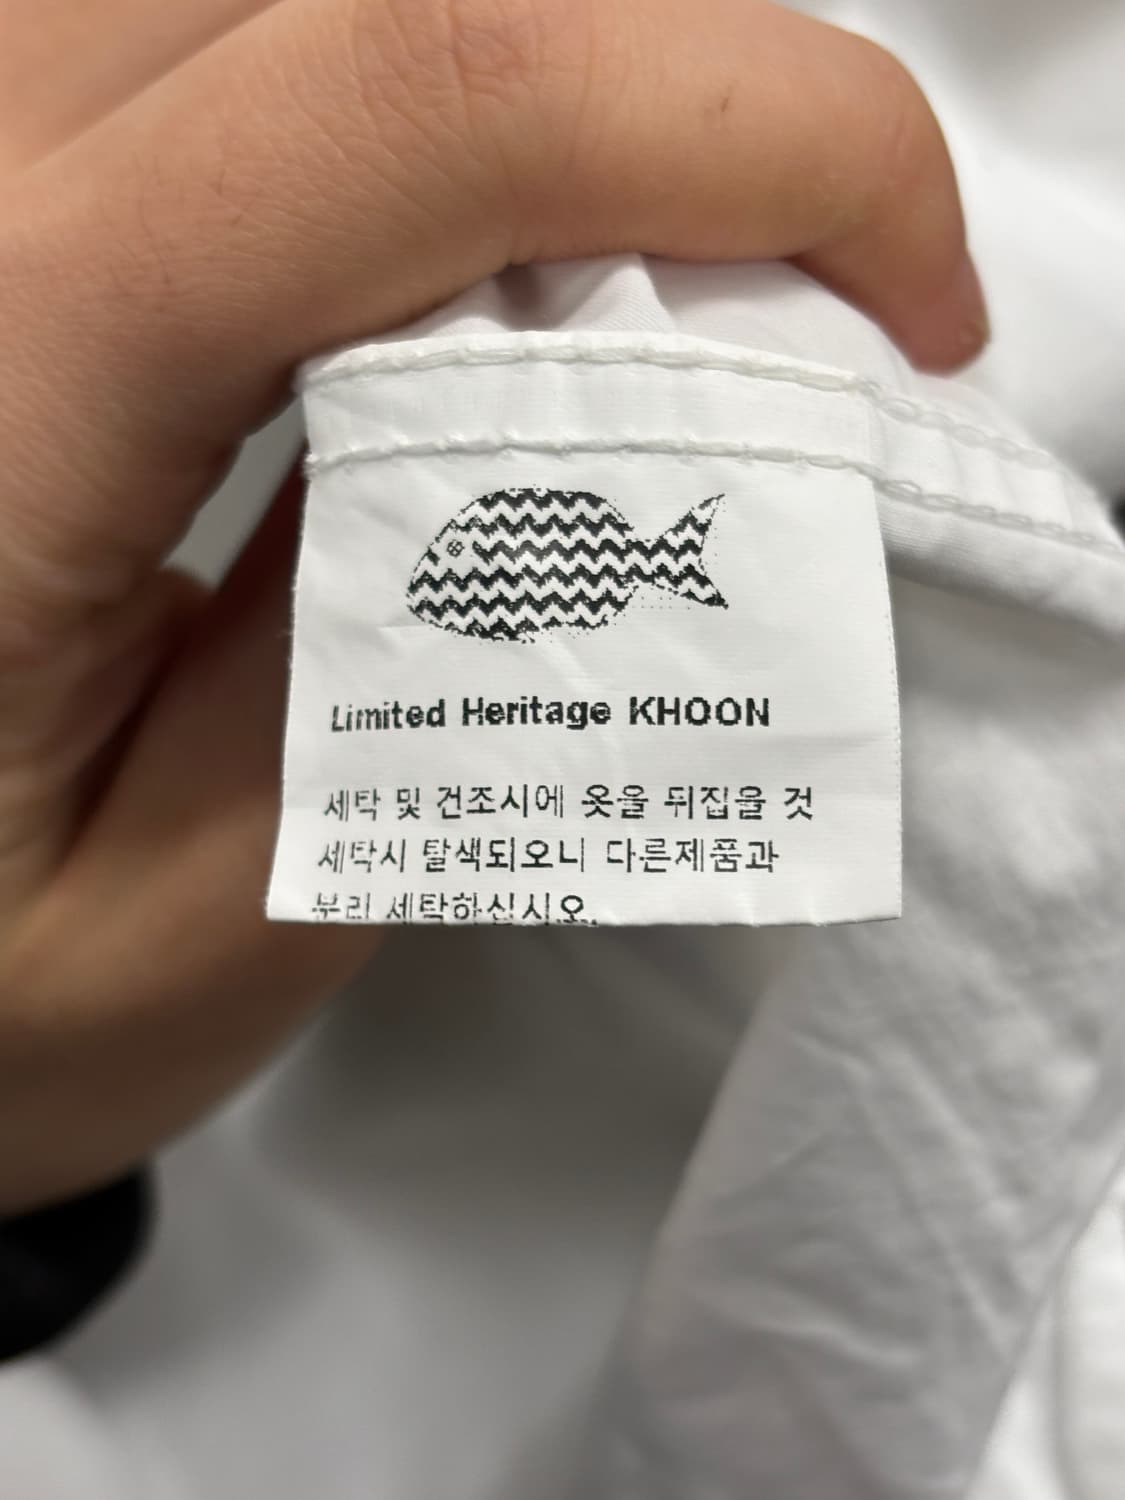 Limited Heritage KHOON
세탁 및 건조시에 옷을 뒤집을 것
세탁시 탈색되오니 다른제품과
분리 세탁하십시오.